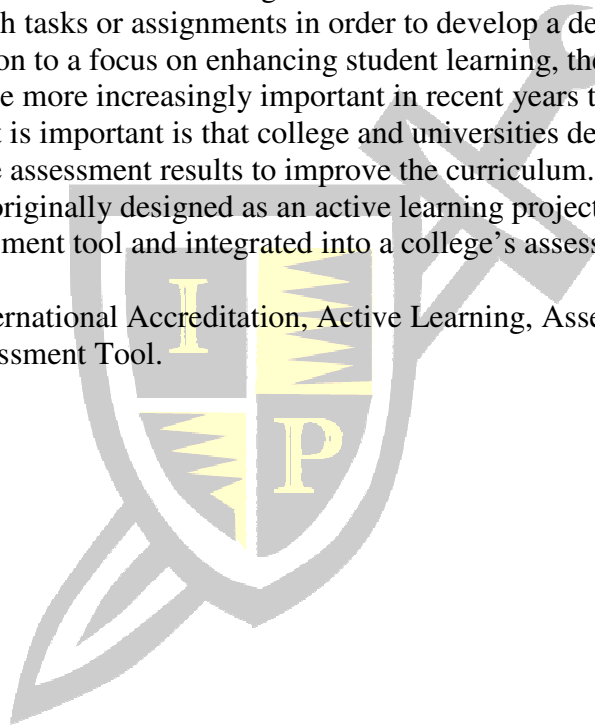 h tasks or assignments in order to develop a de
on to a focus on enhancing student learning, the
e more increasingly important in recent years t
t is important is that college and universities de
e assessment results to improve the curriculum.
originally designed as an active learning project
ment tool and integrated into a college's assess
ernational Accreditation, Active Learning, Asse
essment Tool.
I
P